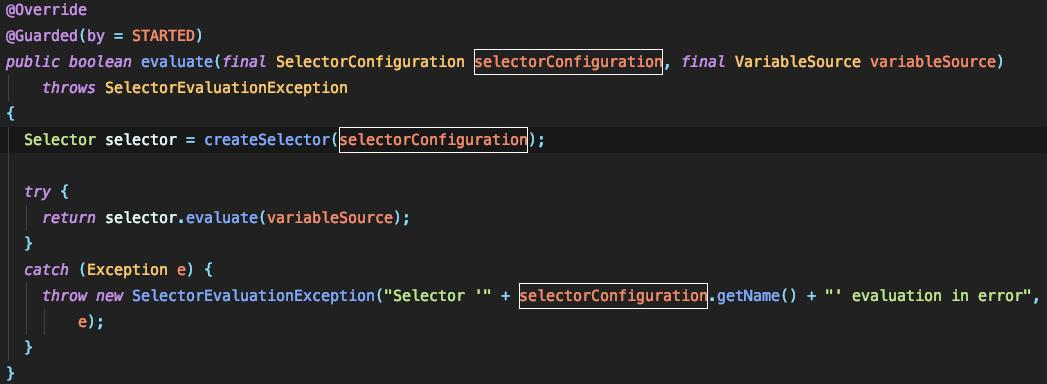 @Override
@Guarded(by = STARTED)
public boolean evaluate(final SelectorConfiguration selectorConfiguration, final VariableSource variableSource)
throws SelectorEvaluationException
{
Selector selector = createSelector(selectorConfiguration);
try {
return selector.evaluate(variableSource);
}
catch (Exception e) {
throw new SelectorEvaluationException("Selector '" + selectorConfiguration.getName() + "' evaluation in error",
e);
}
}